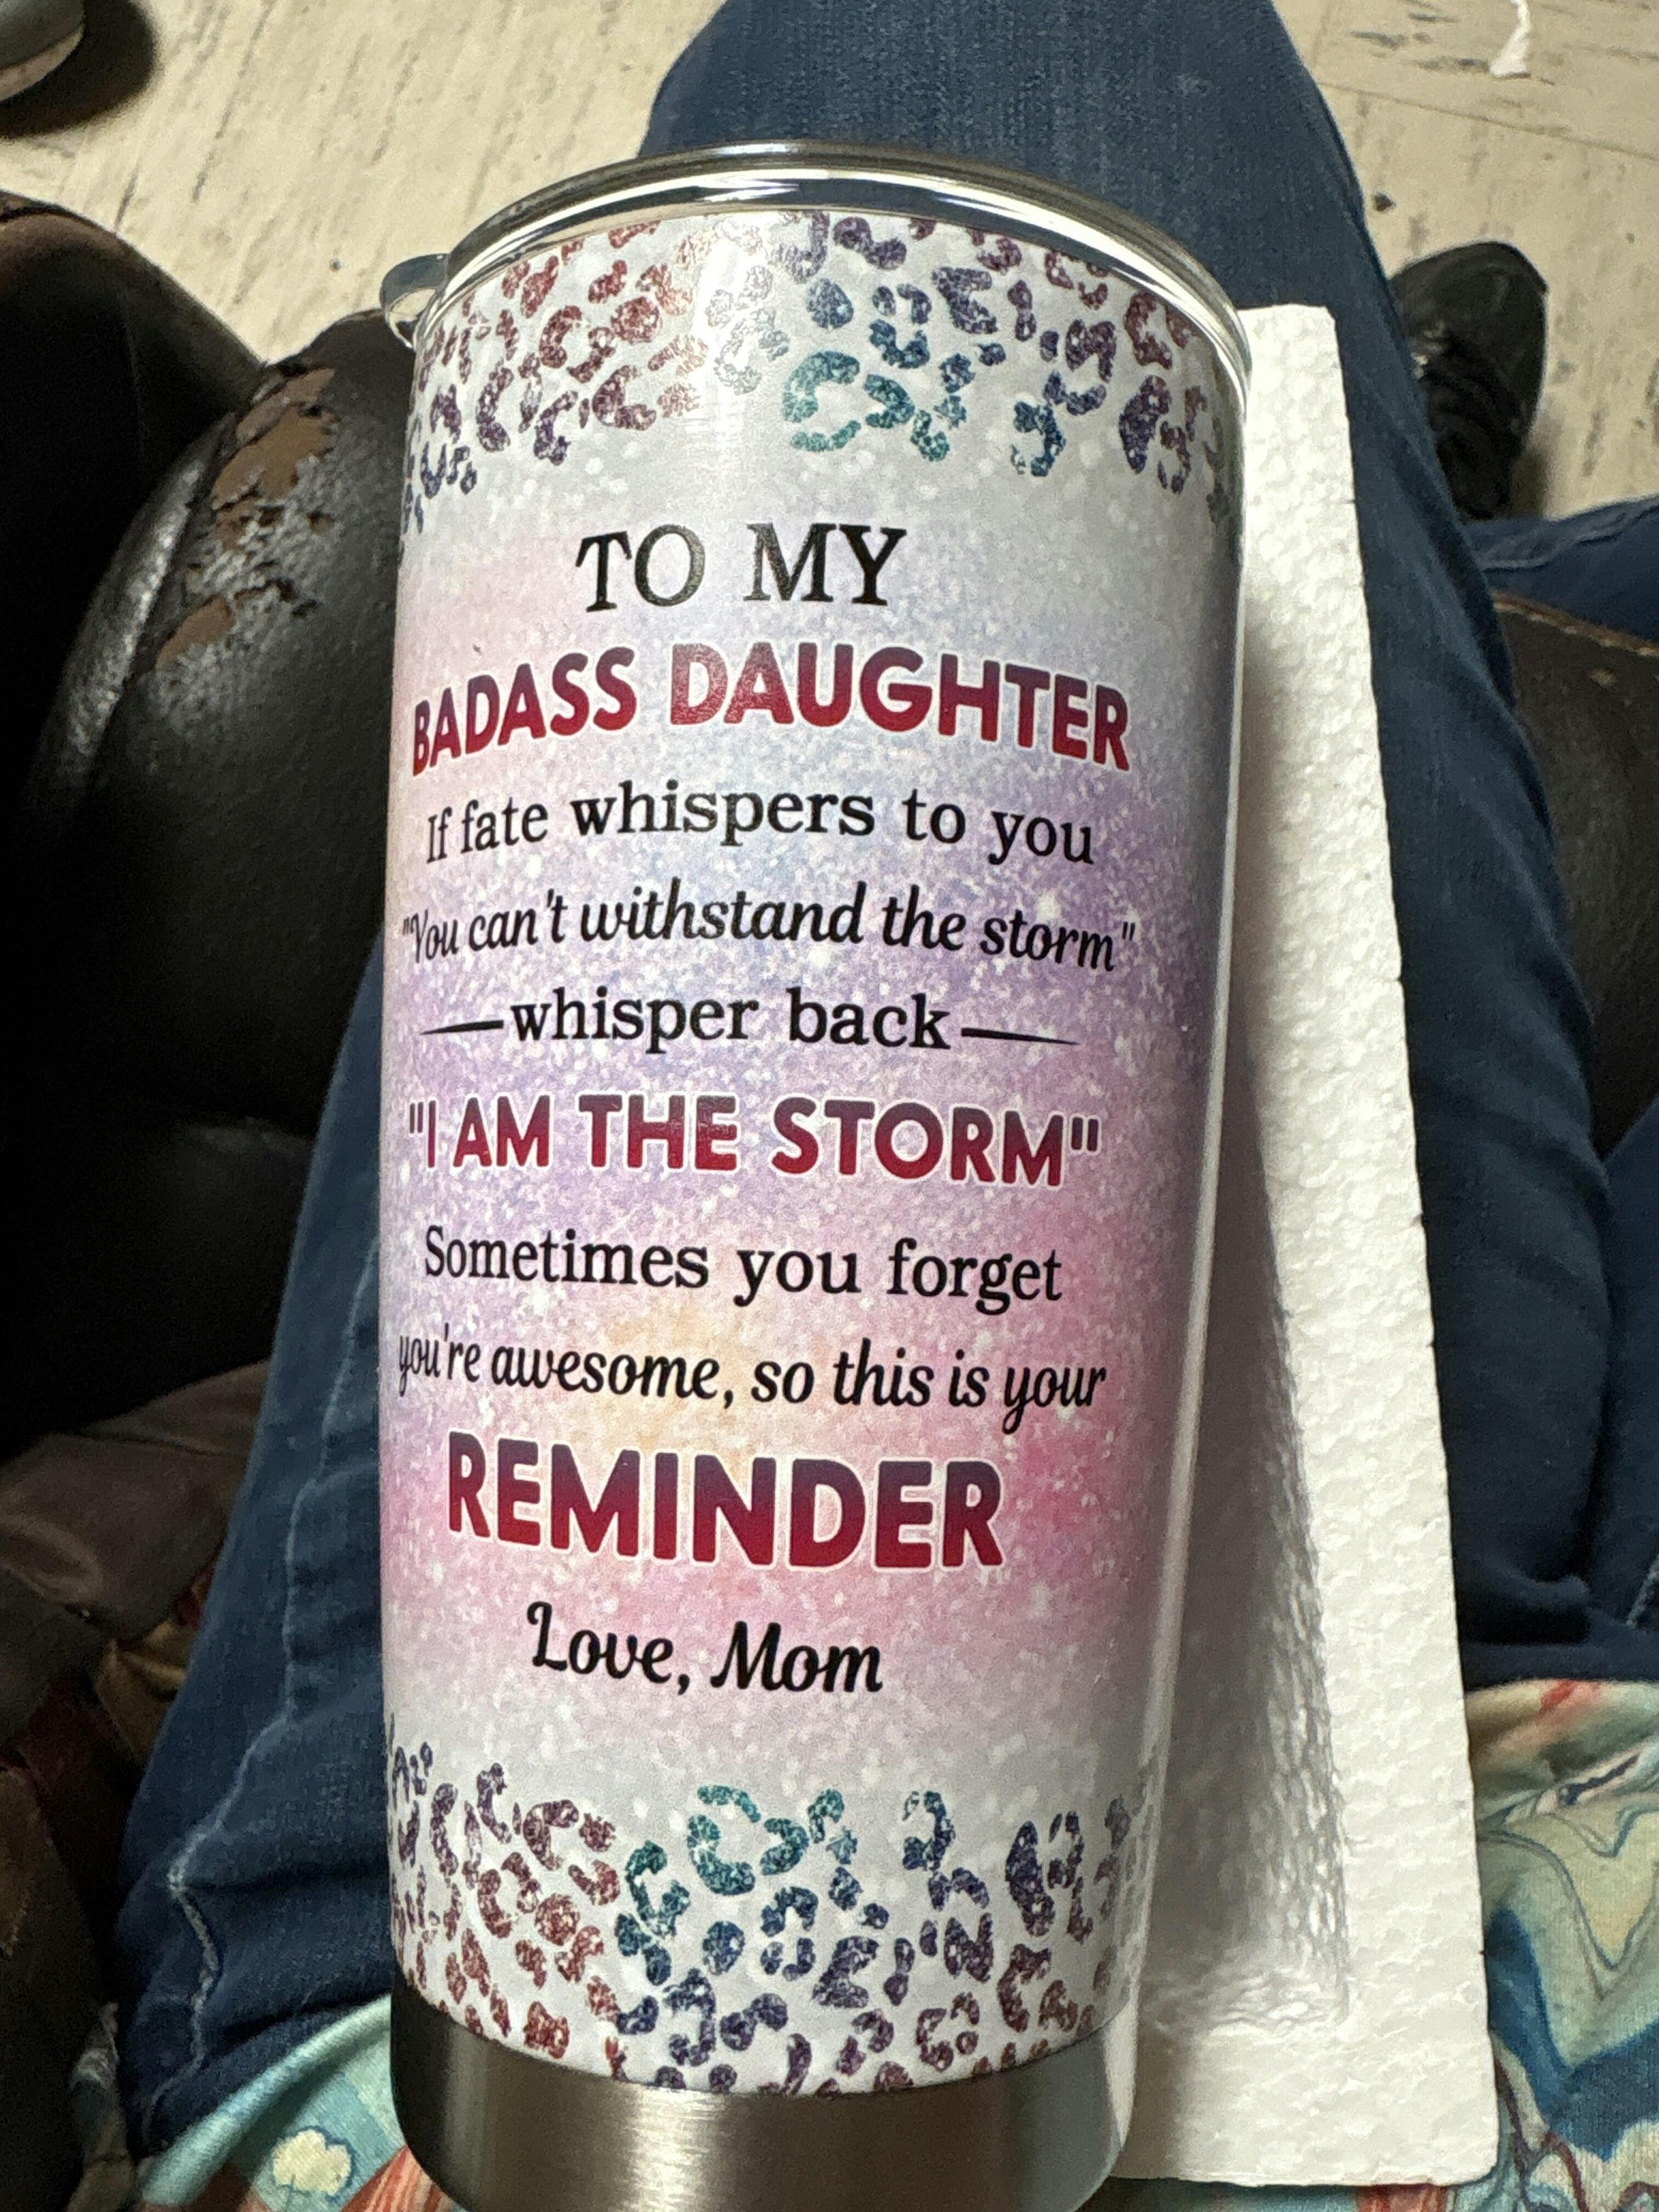 TO MY
BADASS DAUGHTER
If fate whispers to you
"You can't withstand the storm"
whisper back
"I AM THE STORM"
Sometimes you forget
you're awesome, so this is your
REMINDER
Love, Mom